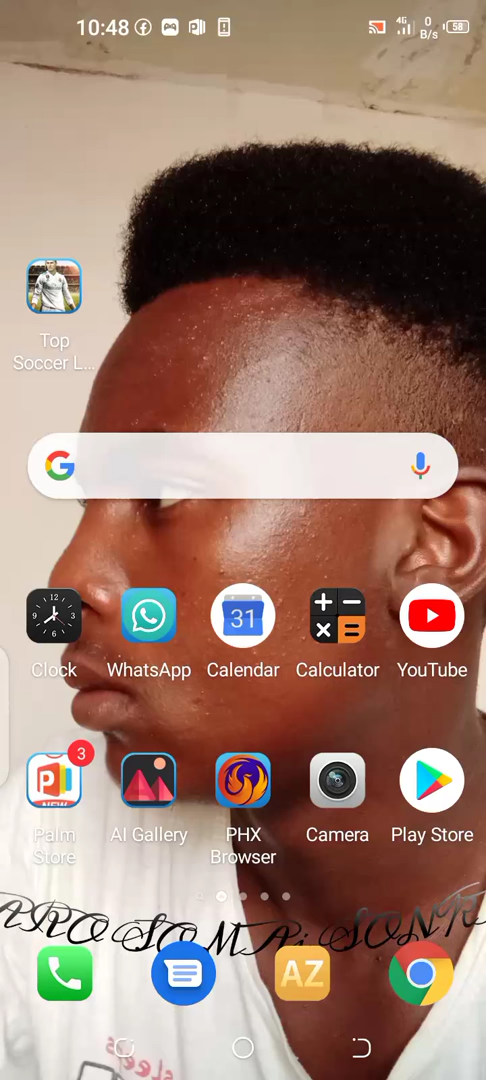 10:48
4G
0
B/s
58
Top
Soccer L...
31
Clock
WhatsApp
Calendar
Calculator
YouTube
3
NEW
Palm
Store
AI Gallery
PHX
Browser
Camera
Play Store
AZ